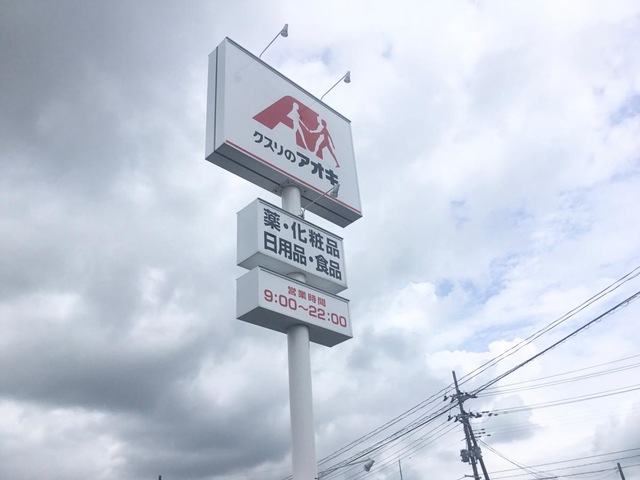 クスリのアオキ
薬・化粧品
日用品・食品
営業時間
9:00～22:00